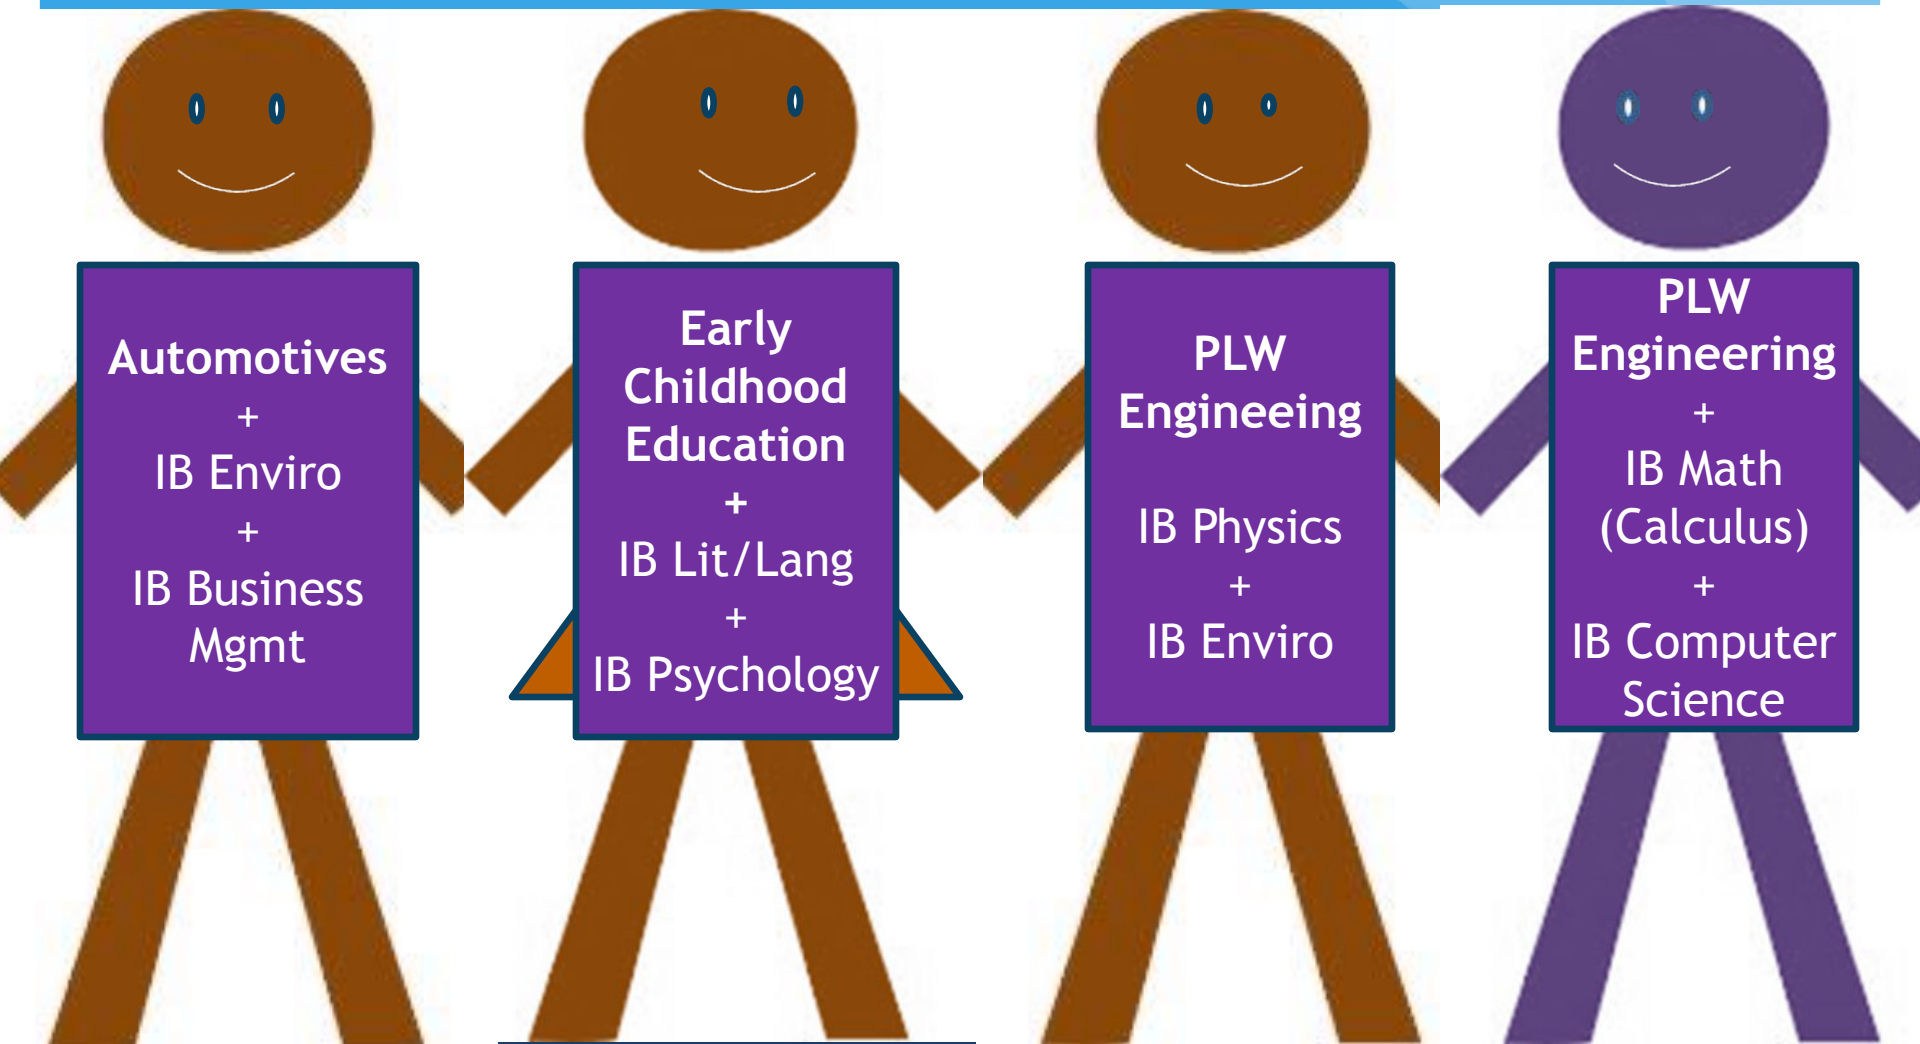 Automotives
+
IB Enviro
+
IB Business
Mgmt
Early
Childhood
Education
+
IB Lit/Lang
+
IB Psychology
PLW
Engineeing
IB Physics
+
IB Enviro
PLW
Engineering
+
IB Math
(Calculus)
+
IB Computer
Science